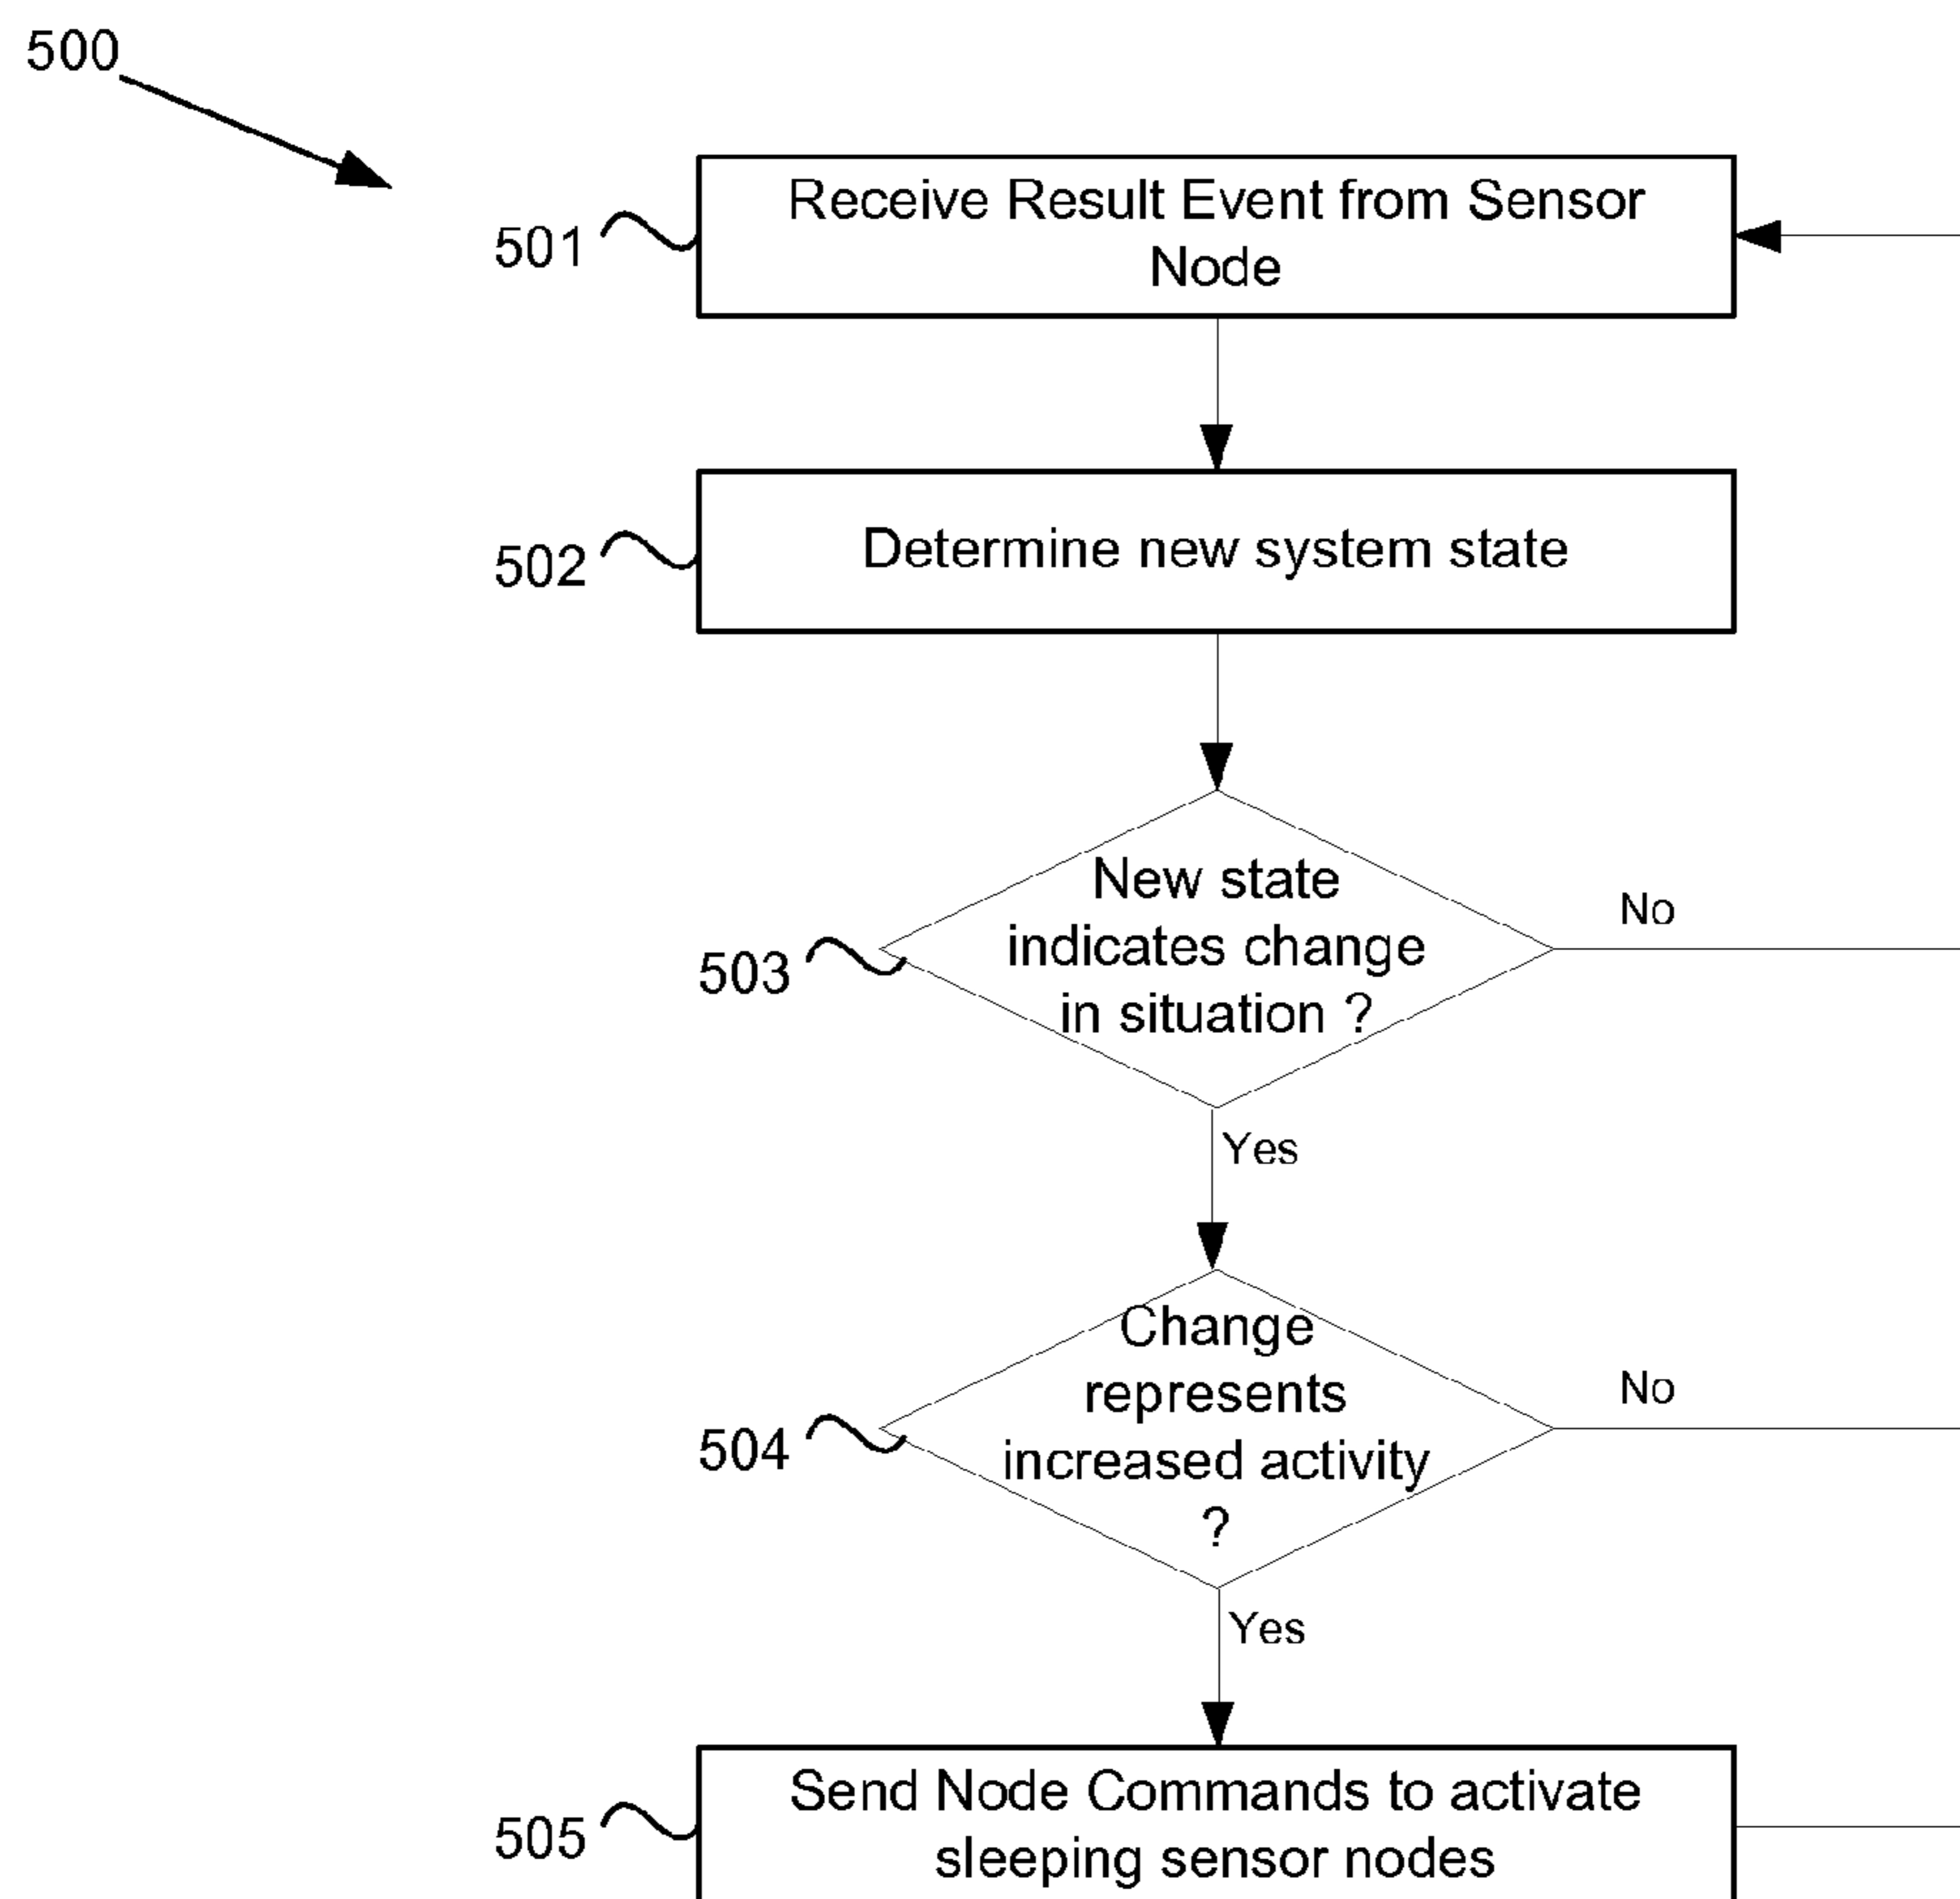 500
501
Receive Result Event from Sensor
Node
502
Determine new system state
503
New state
indicates change
in situation ?
No
Yes
504
Change
represents
increased activity
?
No
Yes
505
Send Node Commands to activate
sleeping sensor nodes